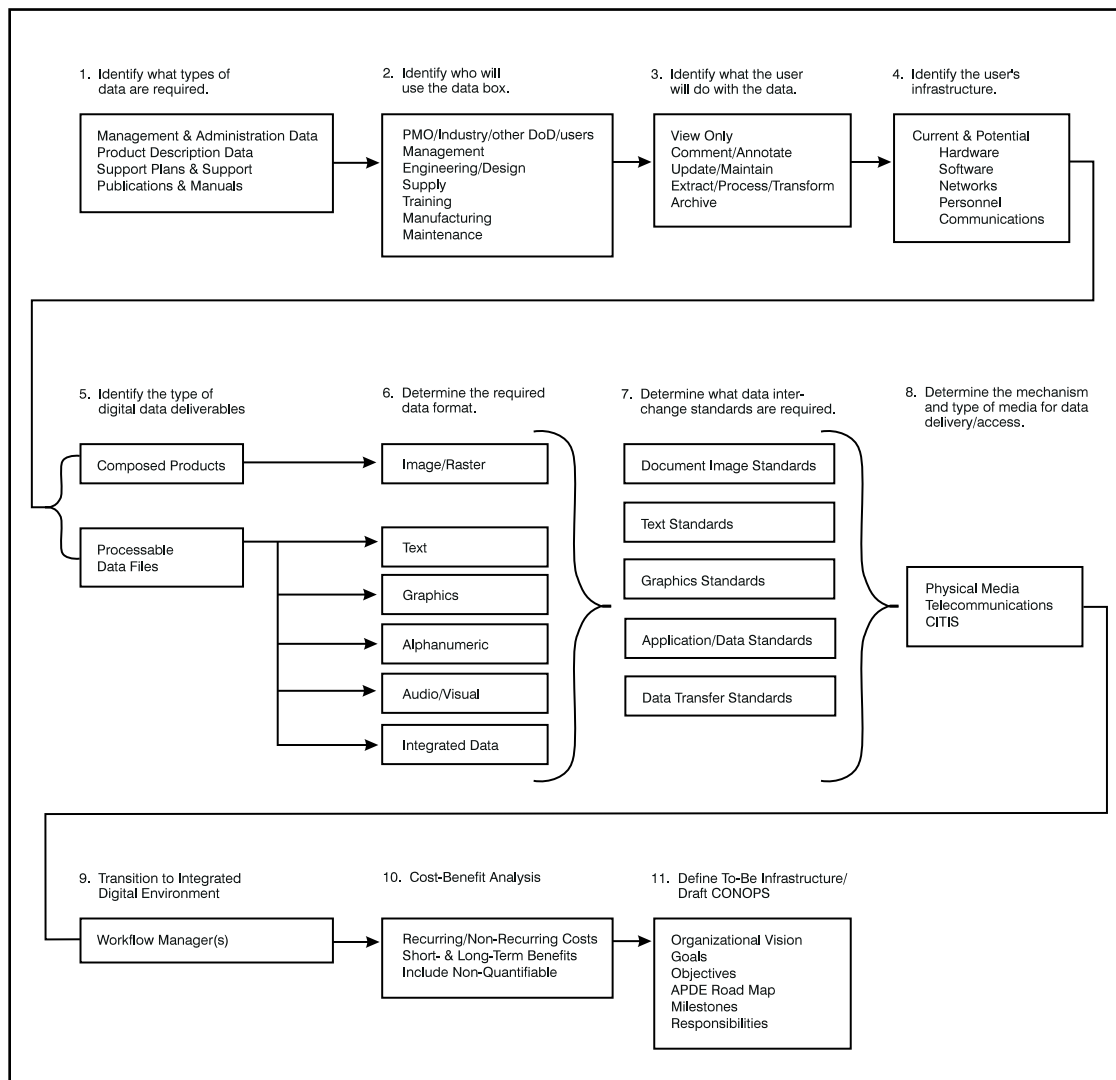 1. Identify what types of
data are required.
Management & Administration Data
Product Description Data
Support Plans & Support
Publications & Manuals
2. Identify who will
use the data box.
PMO/Industry/other DoD/users
Management
Engineering/Design
Supply
Training
Manufacturing
Maintenance
3. Identify what the user
will do with the data.
View Only
Comment/Annotate
Update/Maintain
Extract/Process/Transform
Archive
4. Identify the user's
infrastructure.
Current & Potential
Hardware
Software
Networks
Personnel
Communications
5. Identify the type of
digital data deliverables
Composed Products
Processable
Data Files
6. Determine the required
data format.
Image/Raster
Text
Graphics
Alphanumeric
Audio/Visual
Integrated Data
7. Determine what data inter-
change standards are required.
Document Image Standards
Text Standards
Graphics Standards
Application/Data Standards
Data Transfer Standards
8. Determine the mechanism
and type of media for data
delivery/access.
Physical Media
Telecommunications
CITIS
9. Transition to Integrated
Digital Environment
Workflow Manager(s)
10. Cost-Benefit Analysis
Recurring/Non-Recurring Costs
Short- & Long-Term Benefits
Include Non-Quantifiable
11. Define To-Be Infrastructure/
Draft CONOPS
Organizational Vision
Goals
Objectives
APDE Road Map
Milestones
Responsibilities